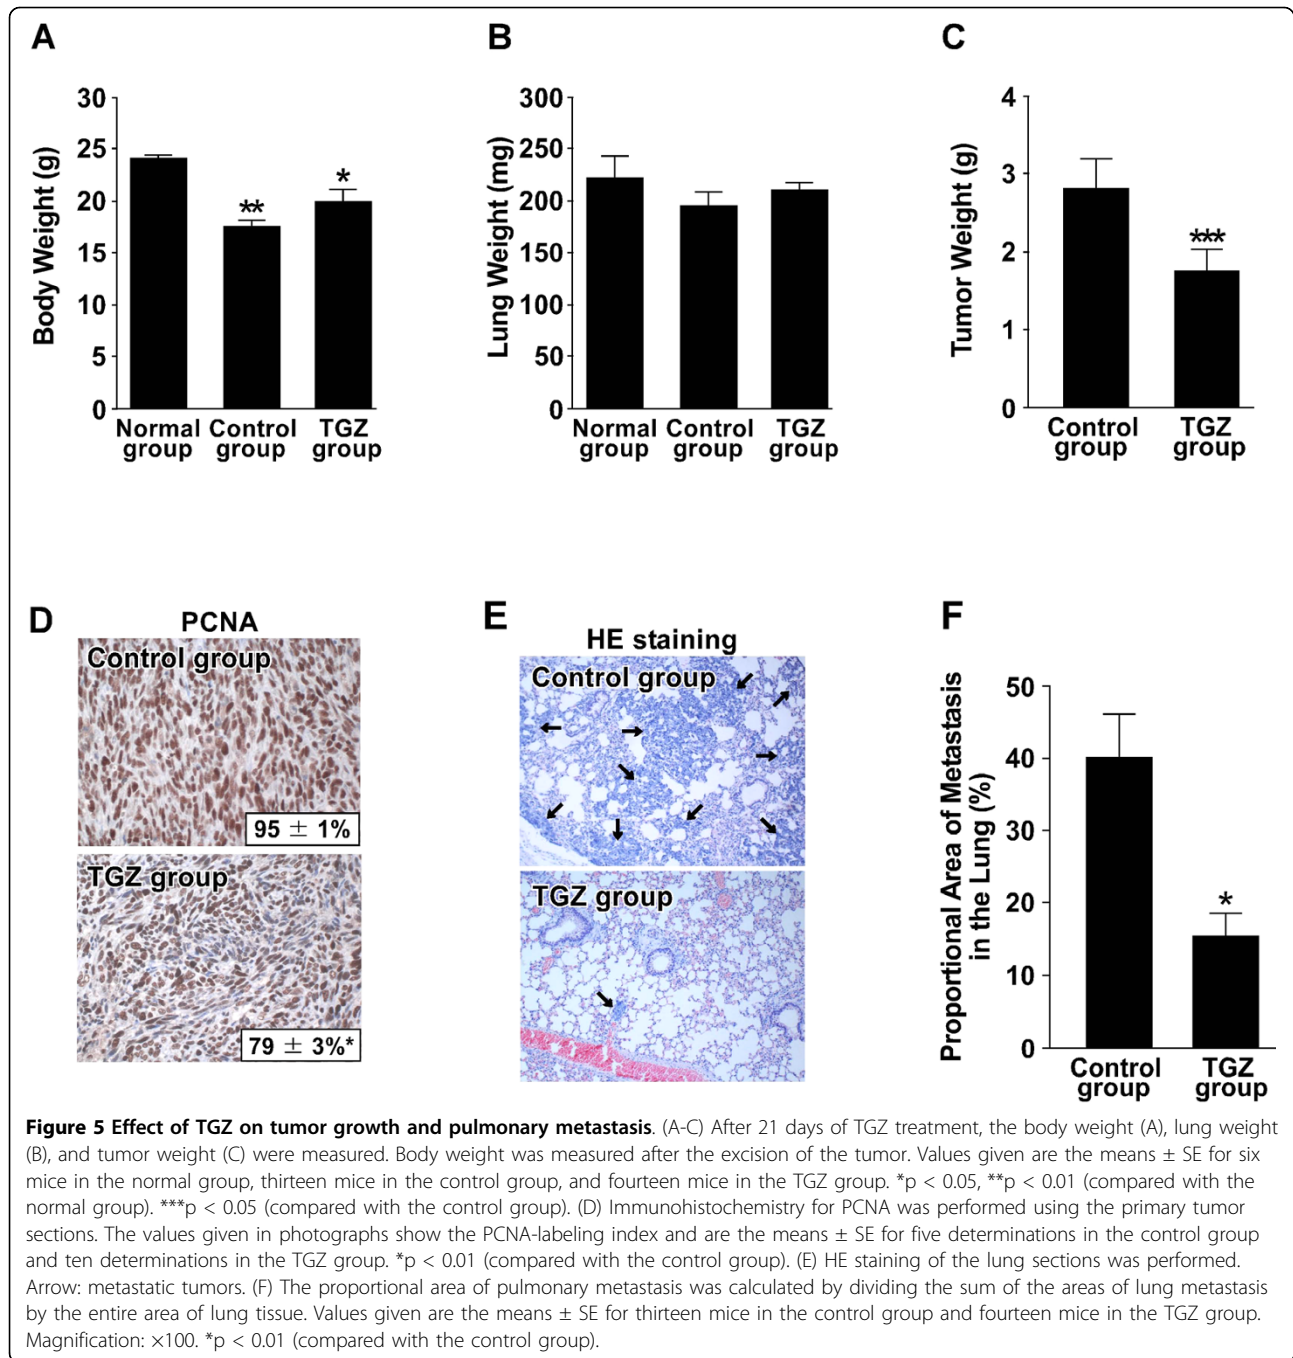 A
B
C
30
25
20
15
10
5
0
Body Weight (g)
**
*
Normal group
Control group
TGZ group
300
250
200
150
100
50
0
Lung Weight (mg)
Normal group
Control group
TGZ group
4
3
2
1
0
Tumor Weight (g)
***
Control group
TGZ group
D
PCNA
Control group
95 ± 1%
TGZ group
79 ± 3%*
E
HE staining
Control group
TGZ group
F
Proportional Area of Metastasis
in the Lung (%)
50
40
30
20
10
0
*
Control group
TGZ group
Figure 5 Effect of TGZ on tumor growth and pulmonary metastasis. (A-C) After 21 days of TGZ treatment, the body weight (A), lung weight
(B), and tumor weight (C) were measured. Body weight was measured after the excision of the tumor. Values given are the means ± SE for six
mice in the normal group, thirteen mice in the control group, and fourteen mice in the TGZ group. *p < 0.05, **p < 0.01 (compared with the
normal group). ***p < 0.05 (compared with the control group). (D) Immunohistochemistry for PCNA was performed using the primary tumor
sections. The values given in photographs show the PCNA-labeling index and are the means ± SE for five determinations in the control group
and ten determinations in the TGZ group. *p < 0.01 (compared with the control group). (E) HE staining of the lung sections was performed.
Arrow: metastatic tumors. (F) The proportional area of pulmonary metastasis was calculated by dividing the sum of the areas of lung metastasis
by the entire area of lung tissue. Values given are the means ± SE for thirteen mice in the control group and fourteen mice in the TGZ group.
Magnification: ×100. *p < 0.01 (compared with the control group).